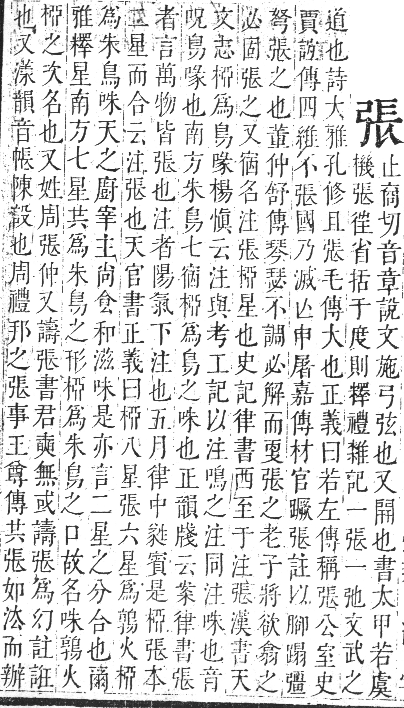 張
止商切音章說文施弓弦也又開也書太甲若虞
機張徃省括于度則釋禮雜記一張一弛文武之
道也詩大雅孔修且張毛傳大也正義曰若左傳稱張公室史
賈誼傳四維不張國乃滅亡申屠嘉傳材官蹶張註以腳蹋彊
弩張之也董仲舒傳琴瑟不調必解而更張之老子將欲翕之
必固張之又宿名注張桺星也史記律書西至于注張漢書天
文志桺爲鳥喙楊愼云注與考工記以注鳴之注同注咮也音
呪鳥喙也南方朱鳥七宿桺爲鳥之咮也正韻牋云案律書張
者言萬物皆張也注者陽氣下注也五月律中蕤賓是桺張本
二星而合云注張也天官書正義曰桺八星張六星爲鶉火桺
爲朱鳥咮天之廚宰主尚食和滋味是亦言二星之分合也爾
雅釋星南方七星共爲朱鳥之形桺爲朱鳥之口故名咮鶉火
桺之次名也又姓周張仲又譸張書君奭無或譸張爲幻註誑
也又漾韻音帳陳設也周禮邦之張事王尊傳共張如法而辦